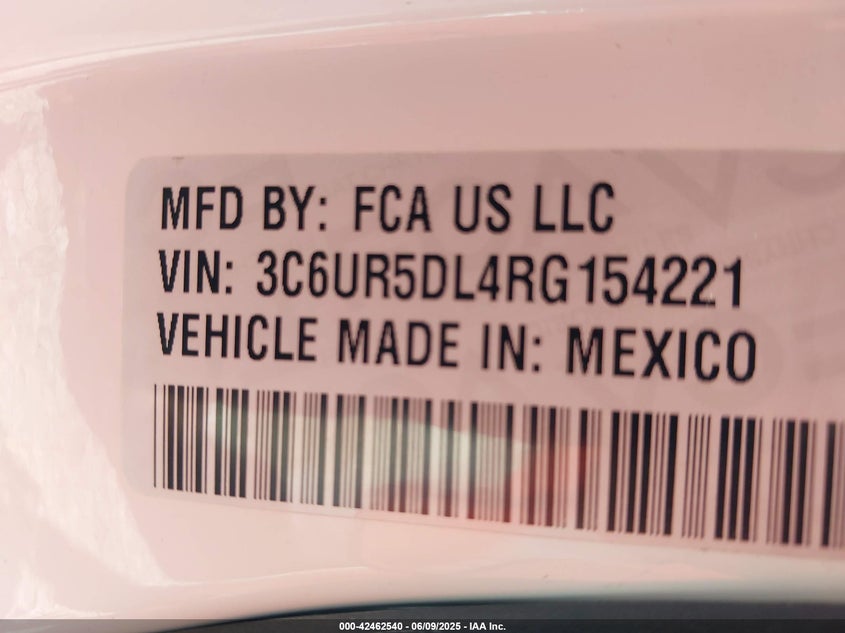 MFD BY: FCA US LLC
VIN: 3C6UR5DL4RG154221
VEHICLE MADE IN: MEXICO
000-42462540 - 06/09/2025 - IAA Inc.